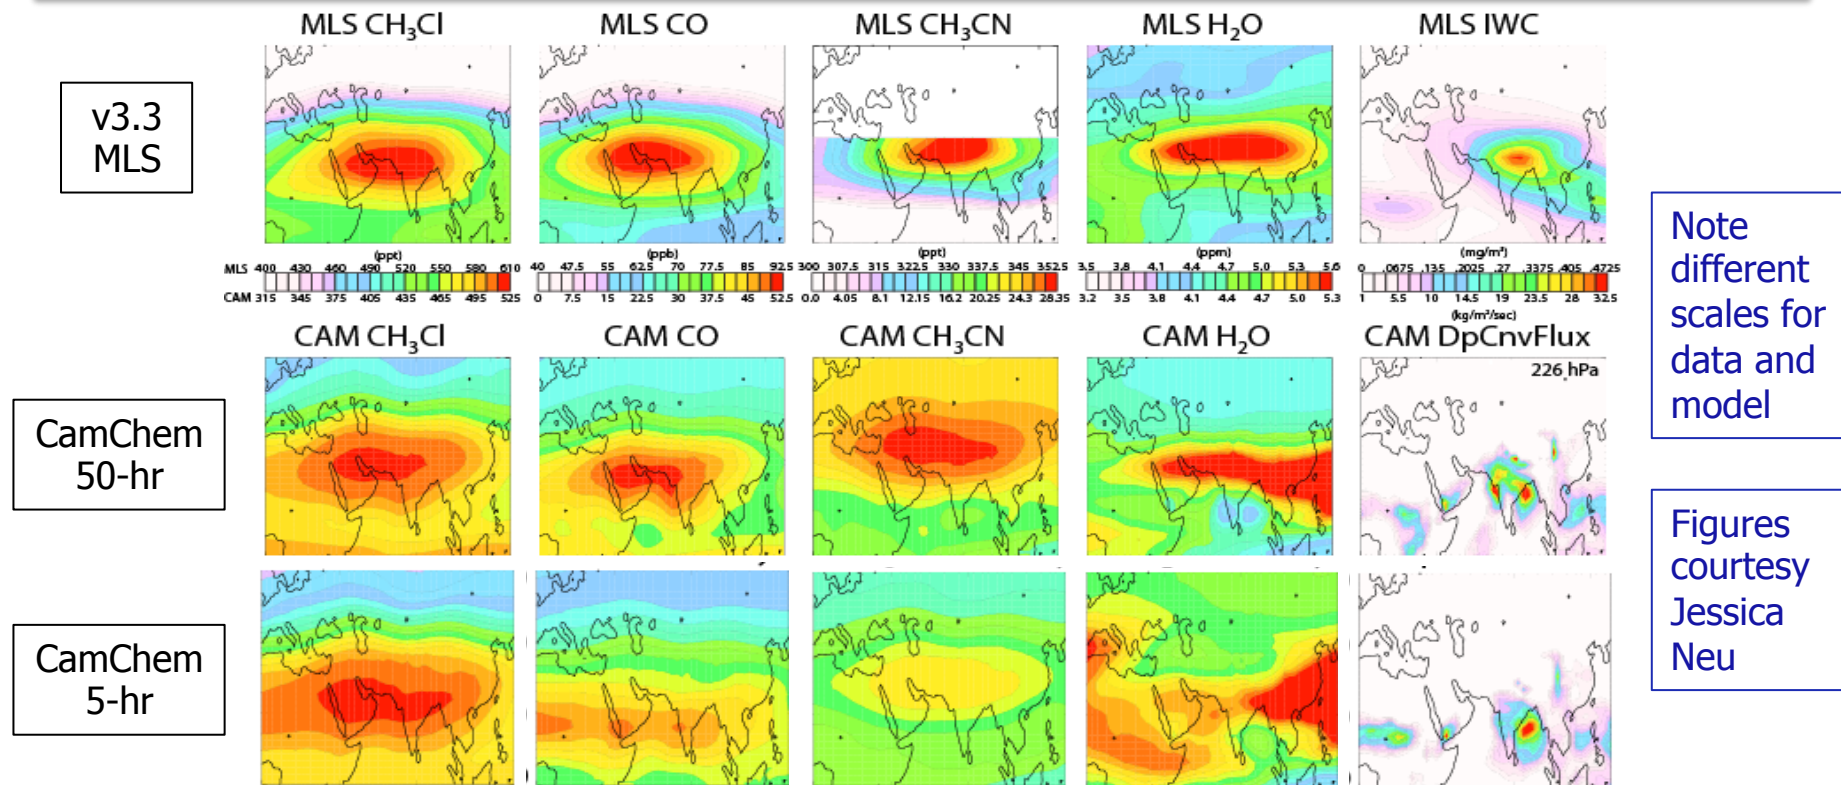 MLS CH₃Cl MLS CO MLS CH₃CN MLS H₂O MLS IWC
v3.3
MLS
(ppt) (ppb) (ppt) (ppm) (mg/m³)
MLS 400 430 460 490 520 550 580 610 40 47.5 55 62.5 70 77.5 85 92.5 300 307.5 315 322.5 330 337.5 345 352.5 3.5 3.8 4.1 4.4 4.7 5.0 5.3 5.6 0 .0675 .135 .2025 .27 .3375 .405 .4725
CAM 315 345 375 405 435 465 495 525 0 7.5 15 22.5 30 37.5 45 52.5 0.0 4.05 8.1 12.15 16.2 20.25 24.3 28.35 3.2 3.5 3.8 4.1 4.4 4.7 5.0 5.3 1 5.5 10 14.5 19 23.5 28 32.5
(kg/m²/sec)
CAM CH₃Cl CAM CO CAM CH₃CN CAM H₂O CAM DpCnvFlux
226 hPa
CamChem
50-hr
CamChem
5-hr
Note
different
scales for
data and
model
Figures
courtesy
Jessica
Neu